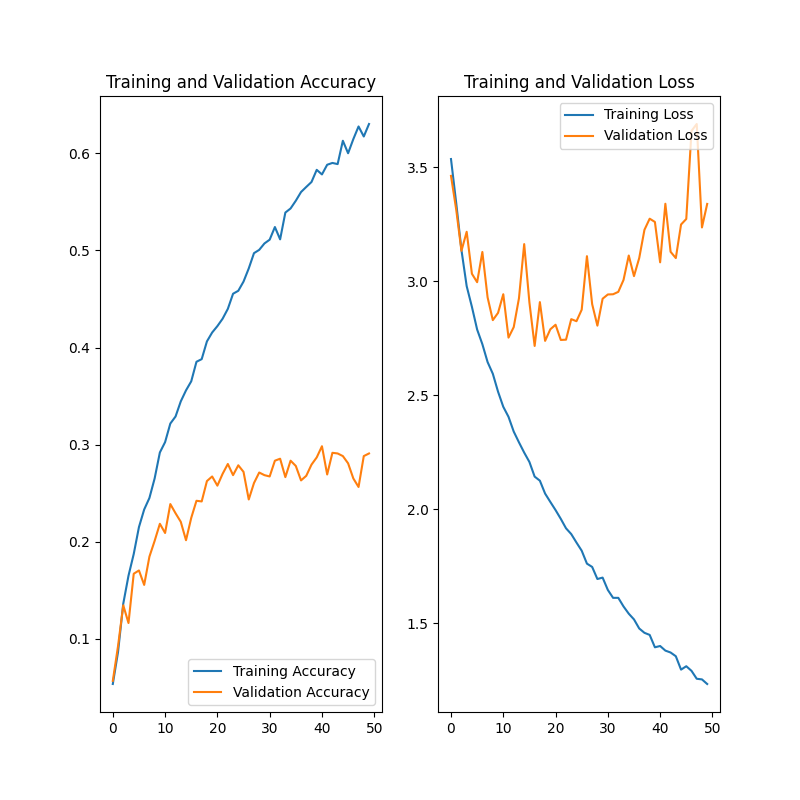 Training and Validation Accuracy
0.6
0.5
0.4
0.3
0.2
0.1
0 10 20 30 40 50
Training Accuracy
Validation Accuracy
Training and Validation Loss
Training Loss
Validation Loss
3.5
3.0
2.5
2.0
1.5
0 10 20 30 40 50